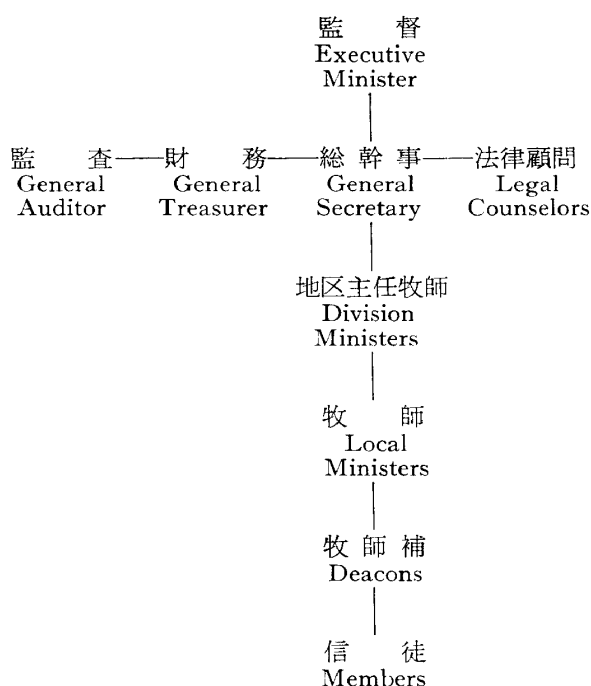 監督
Executive
Minister
監査 財務 総幹事 法律顧問
General General General Legal
Auditor Treasurer Secretary Counselors
地区主任牧師
Division
Ministers
牧師
Local
Ministers
牧師補
Deacons
信徒
Members